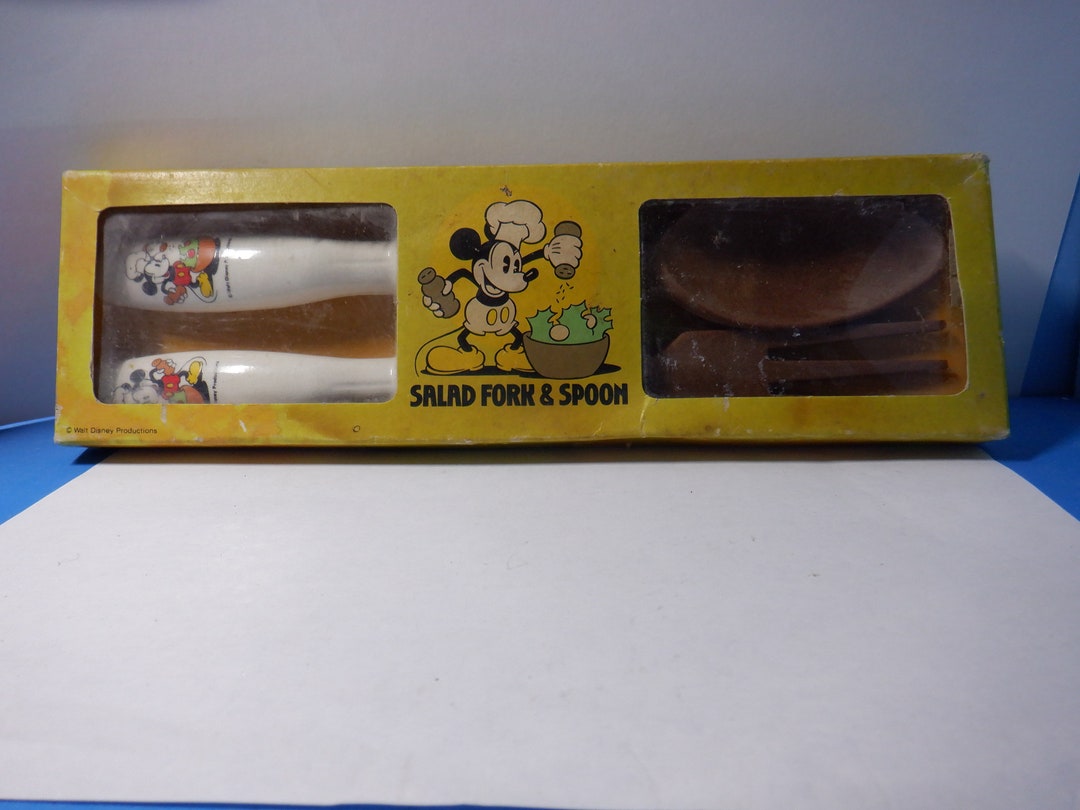 SALAD FORK & SPOON
© Walt Disney Productions